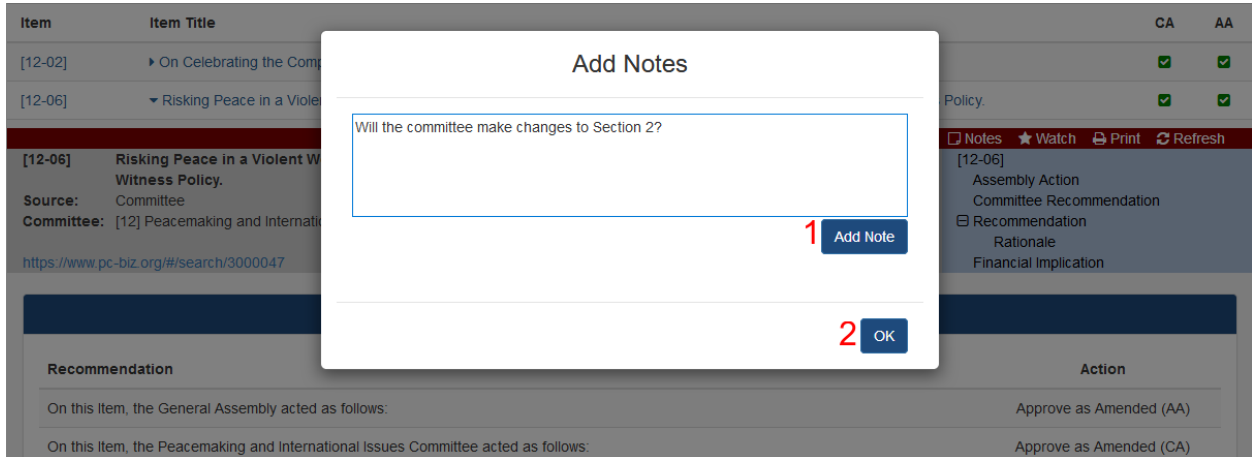 Item Item Title CA AA
[12-02] On Celebrating the Comp
[12-06] Risking Peace in a Viole Policy.
Notes Watch Print Refresh
[12-06] Risking Peace in a Violent W
Witness Policy.
Source: Committee
Committee: [12] Peacemaking and Internatio
https://www.pc-biz.org/#/search/3000047
[12-06]
Assembly Action
Committee Recommendation
Recommendation
Rationale
Financial Implication
Add Notes
Will the committee make changes to Section 2?
1 Add Note
2 OK
Recommendation Action
On this Item, the General Assembly acted as follows: Approve as Amended (AA)
On this Item, the Peacemaking and International Issues Committee acted as follows: Approve as Amended (CA)